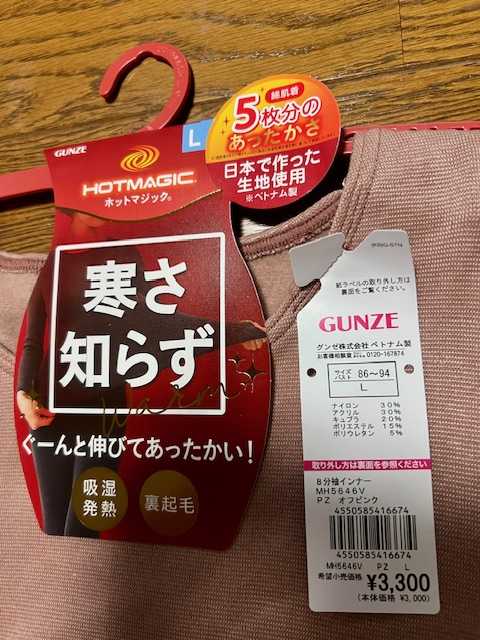 GUNZE
L
HOTMAGIC
ホットマジック®
寒さ
知らず
Warm
ぐーんと伸びてあったかい!
吸湿
発熱
裏起毛
綿肌着
5枚分の
あったかさ
日本で作った
生地使用
※ベトナム製
紙ラベルの取り外し方は
裏面をご覧ください。
GUNZE
グンゼ株式会社 ベトナム製
お客様相談室 0120-167874
サイズ
バスト
86~94
L
ナイロン 30%
アクリル 30%
キュプラ 20%
ポリエステル 15%
ポリウレタン 5%
取り外し方は裏面を参照ください
8分袖インナー
MH5646V
PZ オフピンク
4550585416674
4550585416674
MH5646V PZ L
希望小売価格 ¥3,300
(本体価格 ¥3,000)